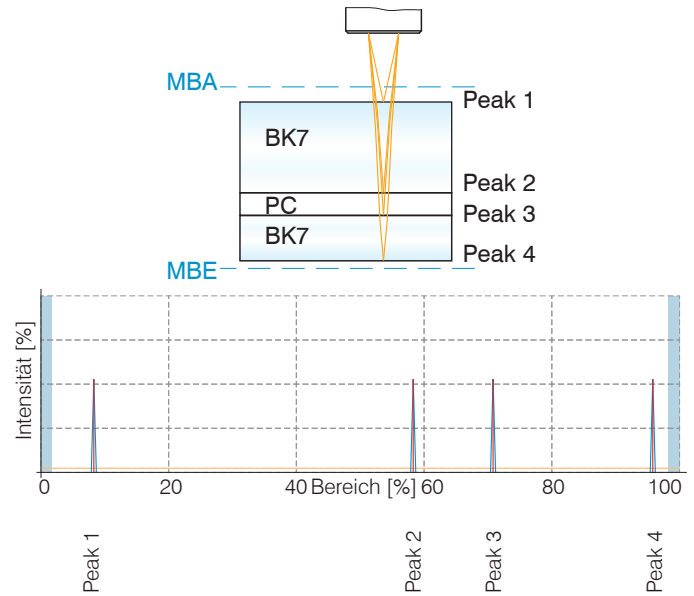 MBA
Peak 1
BK7
Peak 2
PC
Peak 3
BK7
Peak 4
MBE
Intensität [%]
0 20 40 Bereich [%] 60 80 100
Peak 1
Peak 2
Peak 3
Peak 4